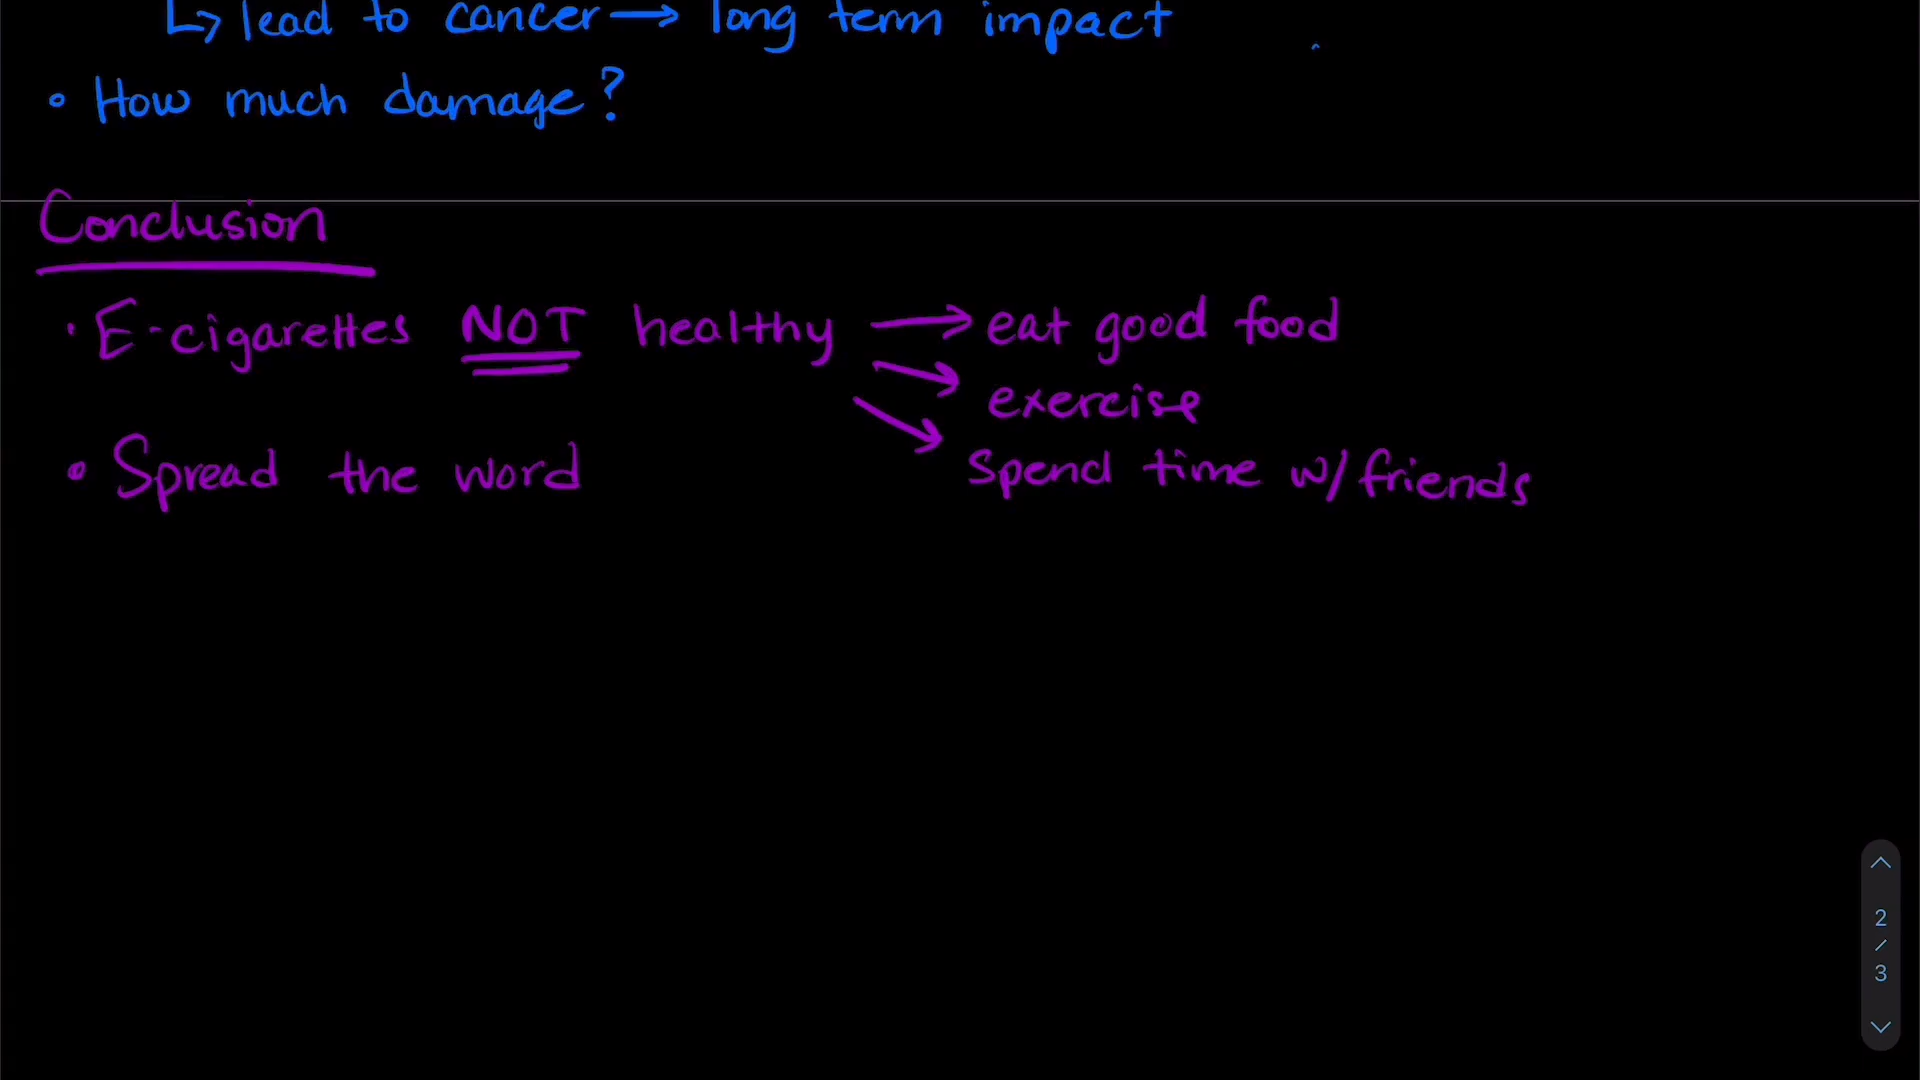 ↳ lead to cancer → long term impact
• How much damage?
Conclusion
• E-cigarettes NOT healthy → eat good food
→ exercise
→ Spend time w/ friends
• Spread the word
2
/
3